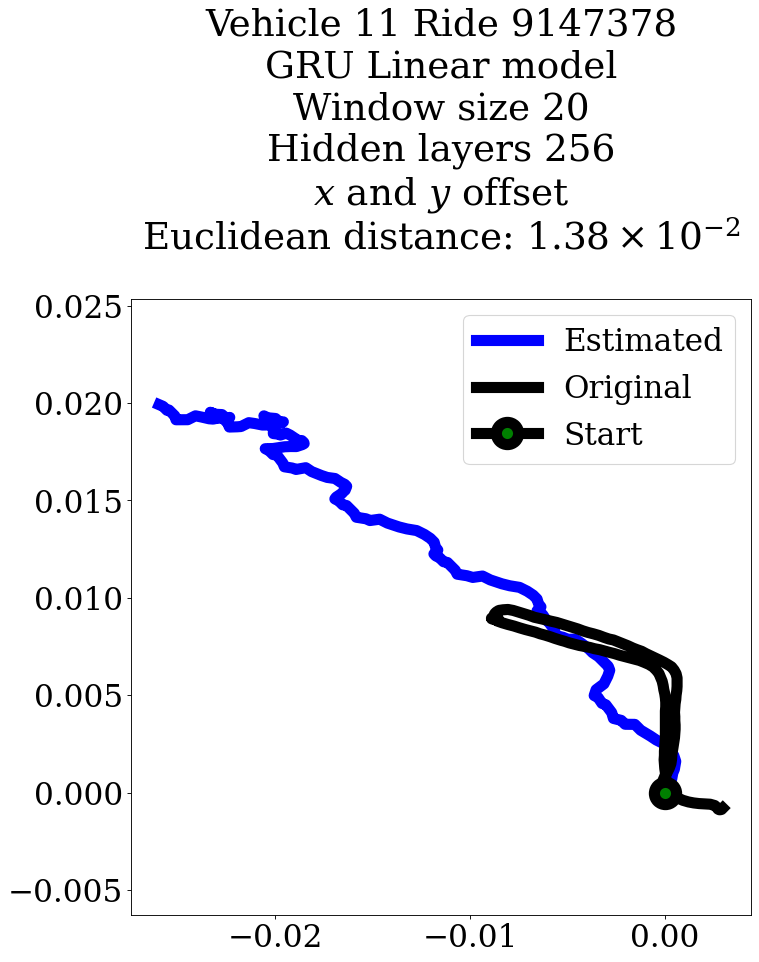 Vehicle 11 Ride 9147378
GRU Linear model
Window size 20
Hidden layers 256
x and y offset
Euclidean distance: 1.38 × 10⁻²
0.025
0.020
0.015
0.010
0.005
0.000
−0.005
Estimated
Original
Start
−0.02
−0.01
0.00